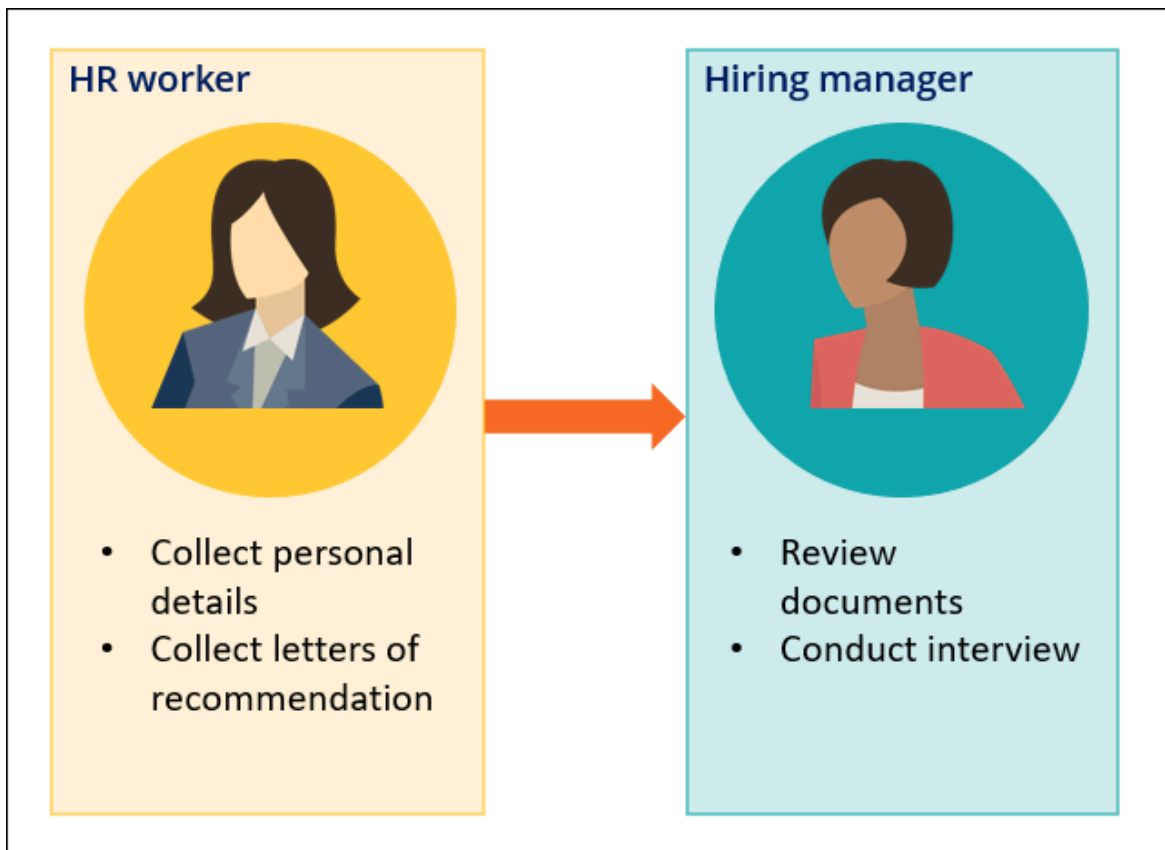 HR worker
• Collect personal
details
• Collect letters of
recommendation
Hiring manager
• Review
documents
• Conduct interview